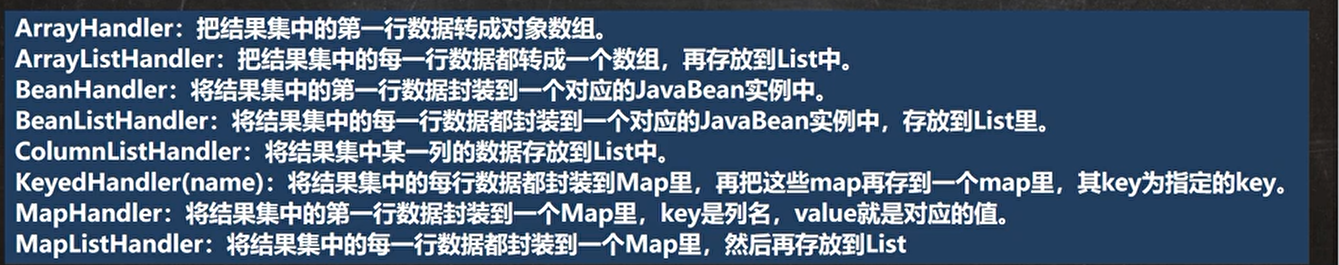 ArrayHandler：把结果集中的第一行数据转成对象数组。
ArrayListHandler：把结果集中的每一行数据都转成一个数组，再存放到List中。
BeanHandler：将结果集中的第一行数据封装到一个对应的JavaBean实例中。
BeanListHandler：将结果集中的每一行数据都封装到一个对应的JavaBean实例中，存放到List里。
ColumnListHandler：将结果集中某一列的数据存放到List中。
KeyedHandler(name)：将结果集中的每行数据都封装到Map里，再把这些map再存到一个map里，其key为指定的key。
MapHandler：将结果集中的第一行数据封装到一个Map里，key是列名，value就是对应的值。
MapListHandler：将结果集中的每一行数据都封装到一个Map里，然后再存放到List